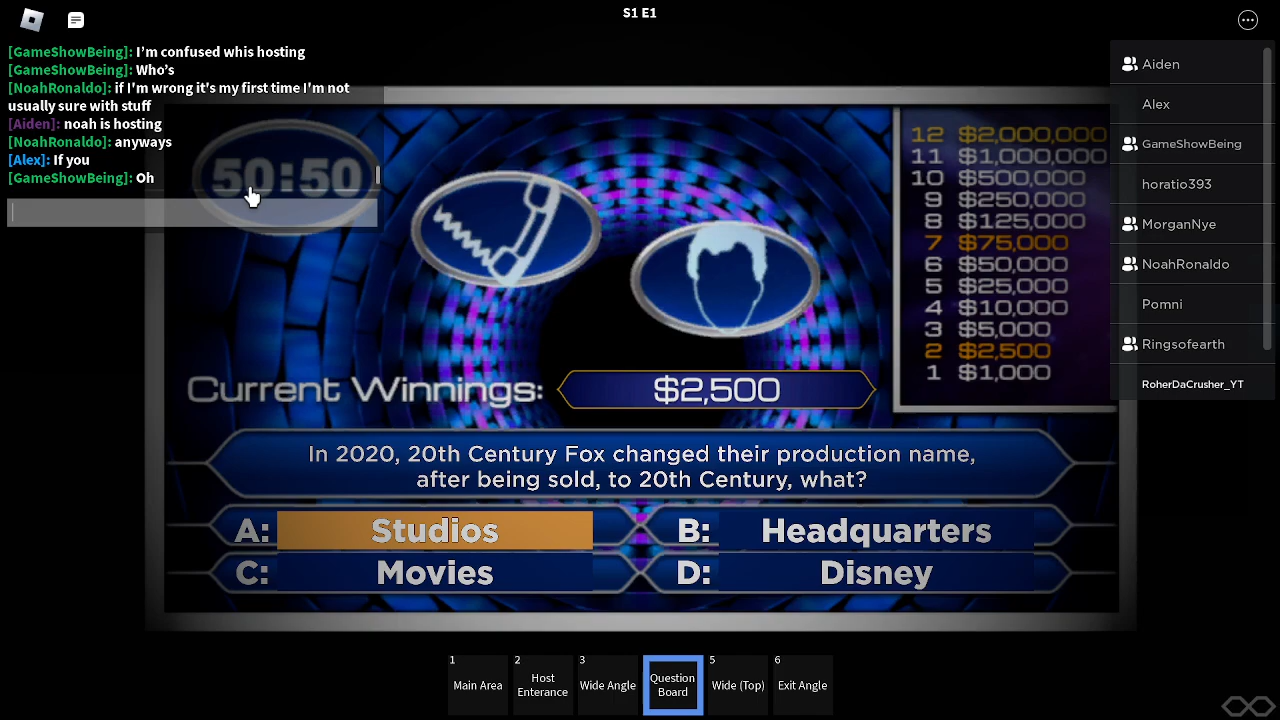 S1 E1
[GameShowBeing]: I'm confused whis hosting
[GameShowBeing]: Who's
[NoahRonaldo]: if I'm wrong it's my first time I'm not
usually sure with stuff
[Aiden]: noah is hosting
[NoahRonaldo]: anyways
[Alex]: If you
[GameShowBeing]: Oh
50:50
12 $2,000,000
11 $1,000,000
10 $500,000
9 $250,000
8 $125,000
7 $75,000
6 $50,000
5 $25,000
4 $10,000
3 $5,000
2 $2,500
1 $1,000
Aiden
Alex
GameShowBeing
horatio393
MorganNye
NoahRonaldo
Pomni
Ringsofearth
RoherDaCrusher_YT
Current Winnings: $2,500
In 2020, 20th Century Fox changed their production name,
after being sold, to 20th Century, what?
A: Studios
B: Headquarters
C: Movies
D: Disney
1 Main Area
2 Host
Enterance
3 Wide Angle
Question
Board
5 Wide (Top)
6 Exit Angle